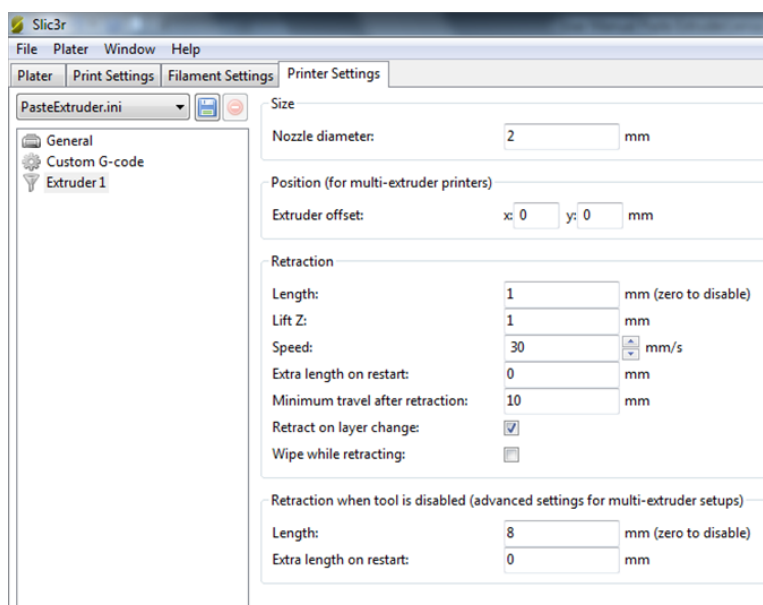 Slic3r
File Plater Window Help
Plater Print Settings Filament Settings Printer Settings
PasteExtruder.ini
General
Custom G-code
Extruder 1
Size
Nozzle diameter: 2 mm
Position (for multi-extruder printers)
Extruder offset: x: 0 y: 0 mm
Retraction
Length: 1 mm (zero to disable)
Lift Z: 1 mm
Speed: 30 mm/s
Extra length on restart: 0 mm
Minimum travel after retraction: 10 mm
Retract on layer change:
Wipe while retracting:
Retraction when tool is disabled (advanced settings for multi-extruder setups)
Length: 8 mm (zero to disable)
Extra length on restart: 0 mm